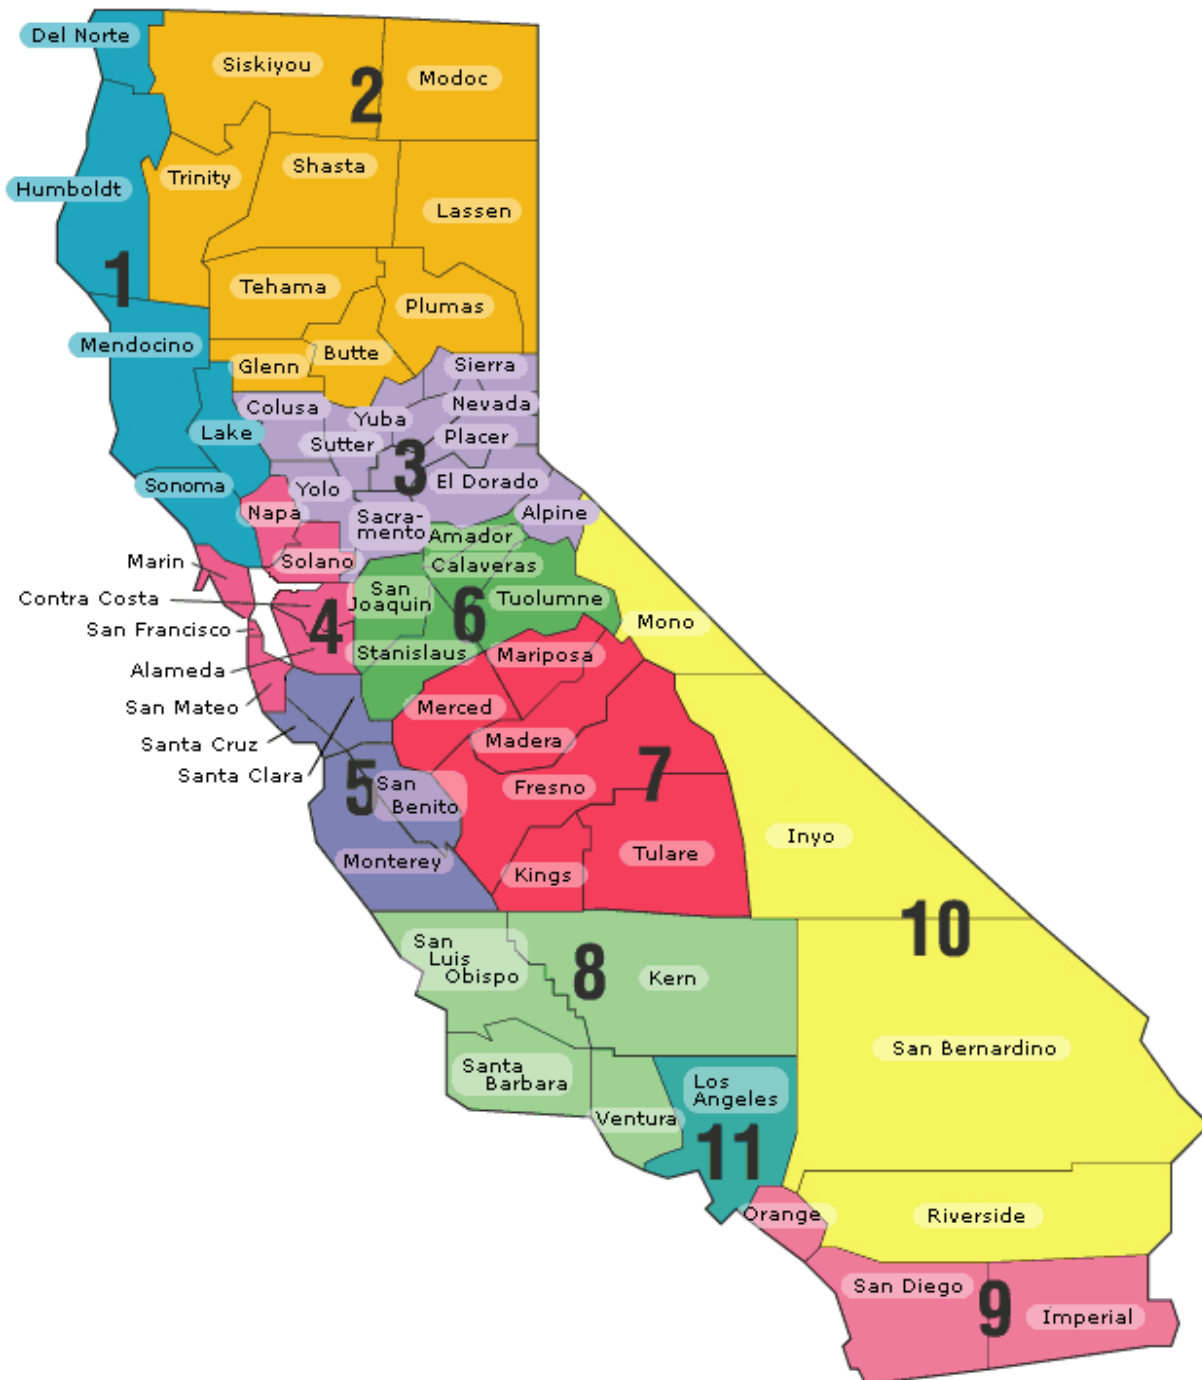 Del Norte
Siskiyou
2
Modoc
Humboldt
Trinity
Shasta
Lassen
1
Tehama
Plumas
Mendocino
Glenn
Butte
Sierra
Colusa
Yuba
Nevada
Lake
Sutter
3
Placer
Sonoma
Yolo
El Dorado
Napa
Sacra-
mento
Alpine
Marin
Solano
Amador
Calaveras
Contra Costa
San
Joaquin
Tuolumne
San Francisco
4
6
Mono
Alameda
Stanislaus
Mariposa
San Mateo
Merced
Santa Cruz
Madera
Santa Clara
5
San
Benito
Fresno
7
Inyo
Monterey
Kings
Tulare
10
San
Luis
Obispo
8
Kern
San Bernardino
Santa
Barbara
Los
Angeles
Ventura
11
Orange
Riverside
San Diego
9
Imperial